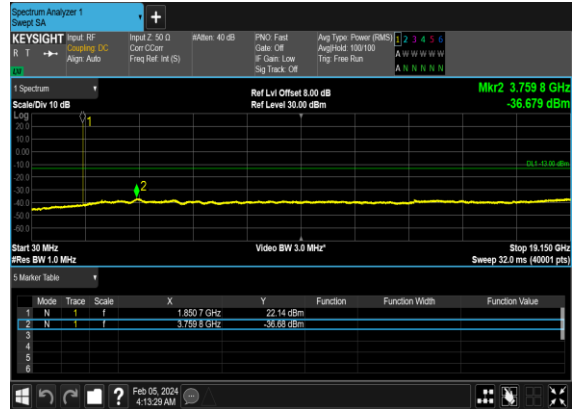 Spectrum Analyzer 1
Swept SA
+
KEYSIGHT Input: RF Input Z: 50 Ω #Atten: 40 dB PNO: Fast Avg Type: Power (RMS) 1 2 3 4 5 6
R T Coupling: DC Corr CCorr Gate: Off Avg|Hold: 100/100 A W W W W W
Align: Auto Freq Ref: Int (S) IF Gain: Low Trig: Free Run
Sig Track: Off A N N N N N
1 Spectrum Ref Lvl Offset 8.00 dB Mkr2 3.759 8 GHz
Scale/Div 10 dB Ref Level 30.00 dBm -36.679 dBm
Log
1
20.0
10.0
0.00
-10.0 DL1 -13.00 dBm
-20.0
-30.0 2
-40.0
-50.0
-60.0
Start 30 MHz Video BW 3.0 MHz* Stop 19.150 GHz
#Res BW 1.0 MHz Sweep 32.0 ms (40001 pts)
5 Marker Table
Mode Trace Scale X Y Function Function Width Function Value
1 N 1 f 1.850 7 GHz 22.14 dBm
2 N 1 f 3.759 8 GHz -36.68 dBm
3
4
5
6
? Feb 05, 2024
4:13:29 AM